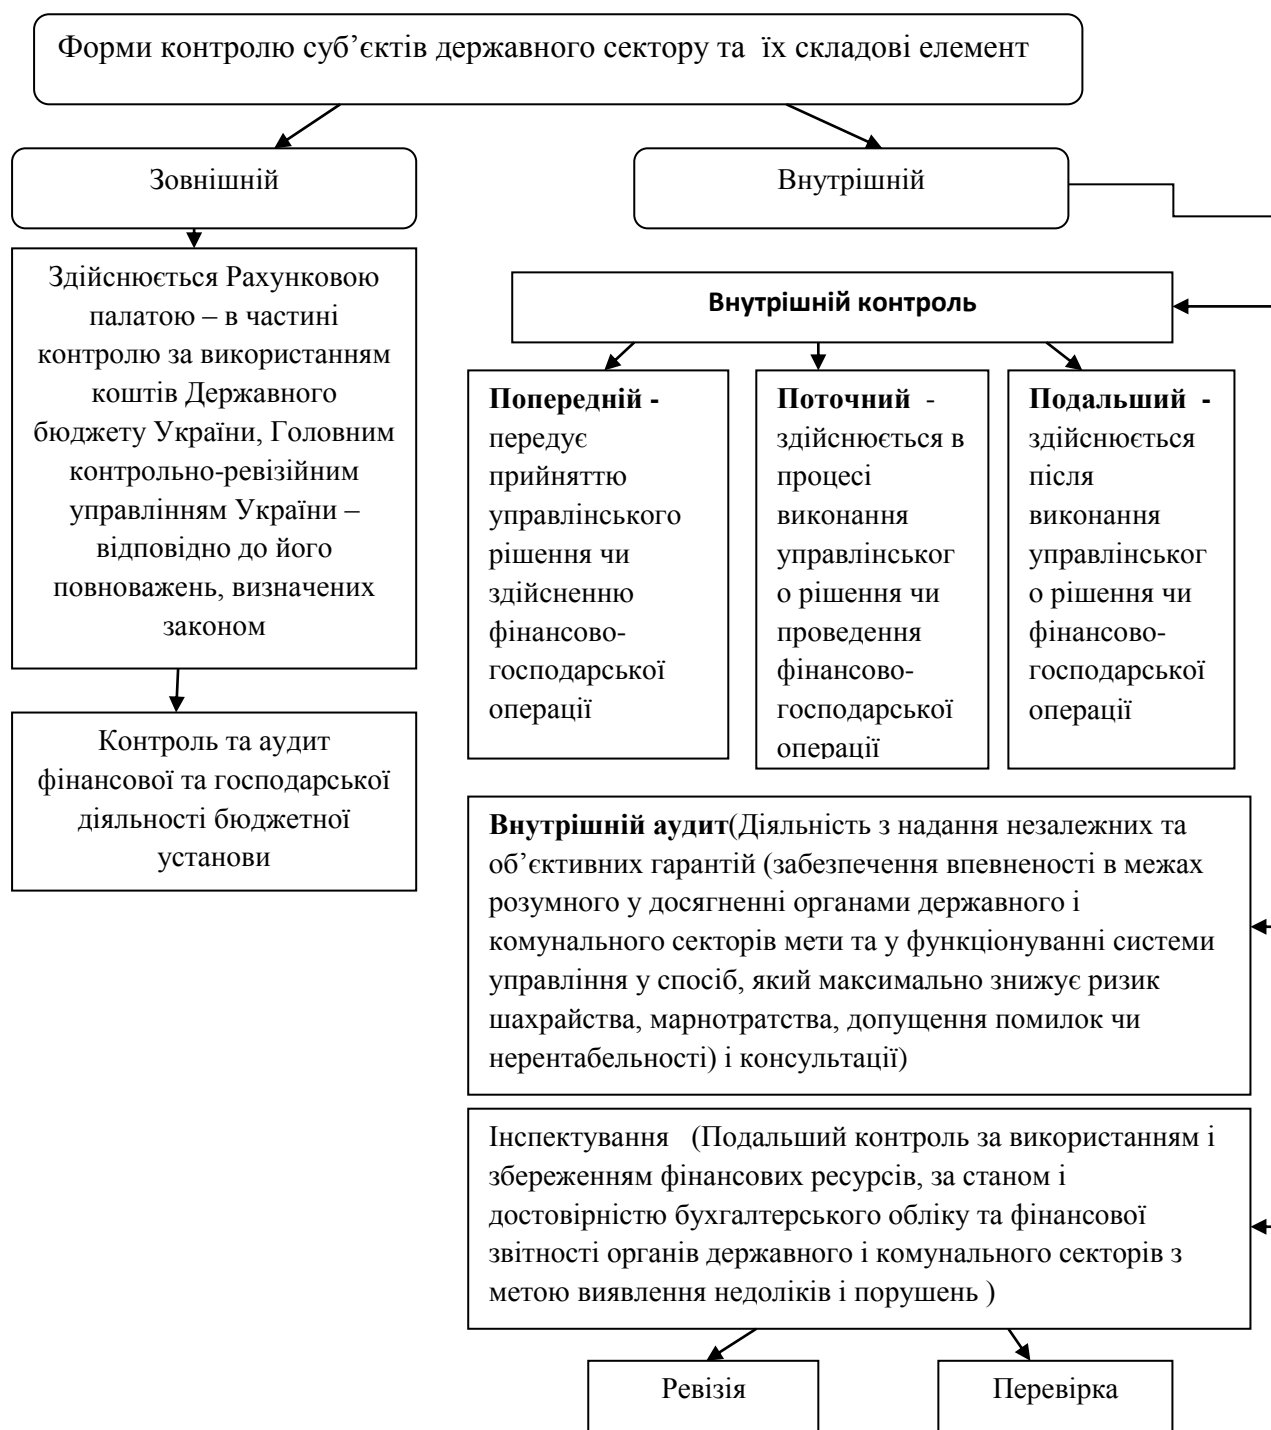 Форми контролю суб’єктів державного сектору та їх складові елемент
Зовнішній
Внутрішній
Здійснюється Рахунковою
палатою – в частині
контролю за використанням
коштів Державного
бюджету України, Головним
контрольно-ревізійним
управлінням України –
відповідно до його
повноважень, визначених
законом
Контроль та аудит
фінансової та господарської
діяльності бюджетної
установи
Внутрішній контроль
Попередній -
передує
прийняттю
управлінського
рішення чи
здійсненню
фінансово-
господарської
операції
Поточний -
здійснюється в
процесі
виконання
управлінськог
о рішення чи
проведення
фінансово-
господарської
операції
Подальший -
здійснюється
після
виконання
управлінськог
о рішення чи
фінансово-
господарської
операції
Внутрішній аудит(Діяльність з надання незалежних та
об’єктивних гарантій (забезпечення впевненості в межах
розумного у досягненні органами державного і
комунального секторів мети та у функціонуванні системи
управління у спосіб, який максимально знижує ризик
шахрайства, марнотратства, допущення помилок чи
нерентабельності) і консультації)
Інспектування (Подальший контроль за використанням і
збереженням фінансових ресурсів, за станом і
достовірністю бухгалтерського обліку та фінансової
звітності органів державного і комунального секторів з
метою виявлення недоліків і порушень )
Ревізія
Перевірка